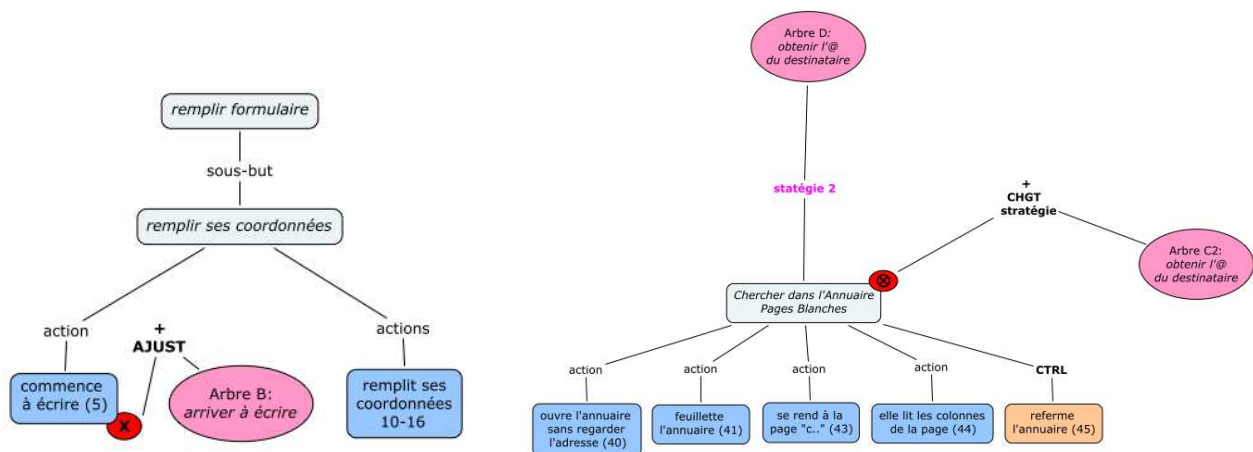 remplir formulaire
sous-but
remplir ses coordonnées
action
+
AJUST
actions
commence
à écrire (5)
X
Arbre B:
arriver à écrire
remplit ses
coordonnées
10-16
Arbre D:
obtenir l'@
du destinataire
statégie 2
+
CHGT
stratégie
Arbre C2:
obtenir l'@
du destinataire
Chercher dans l'Annuaire
Pages Blanches
action
action
action
action
CTRL
ouvre l'annuaire
sans regarder
l'adresse (40)
feuillette
l'annuaire (41)
se rend à la
page "c.." (43)
elle lit les colonnes
de la page (44)
referme
l'annuaire (45)